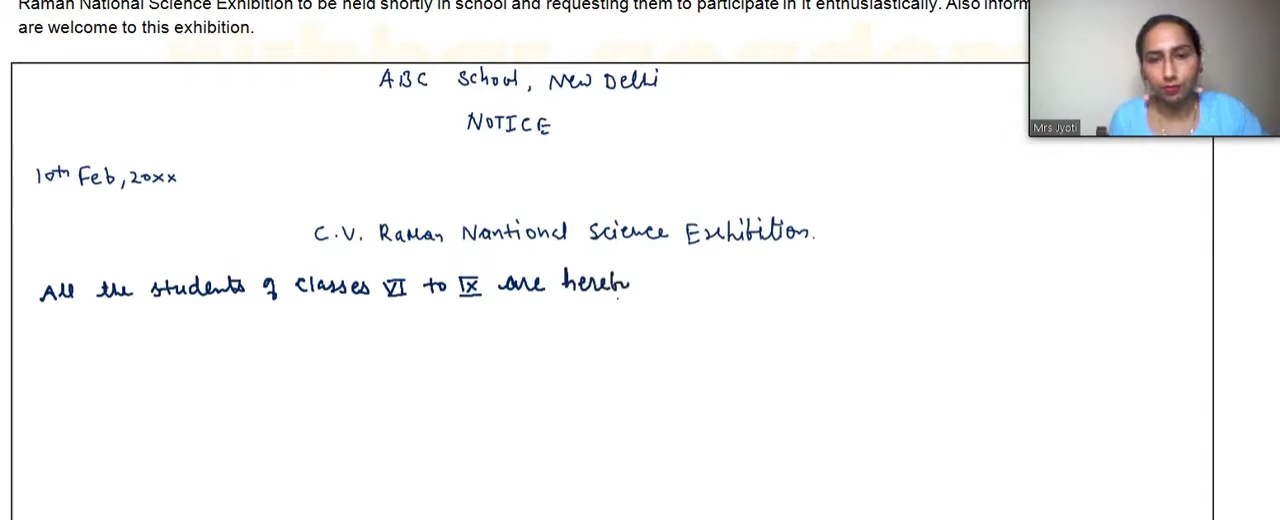 Raman National Science Exhibition to be held shortly in school and requesting them to participate in it enthusiastically. Also inform
are welcome to this exhibition.
ABC School, New Delhi
NOTICE
10th Feb, 20xx
C.V. Raman Nantional Science Exhibition.
All the students of classes VI to IX are hereb
Mrs Jyoti